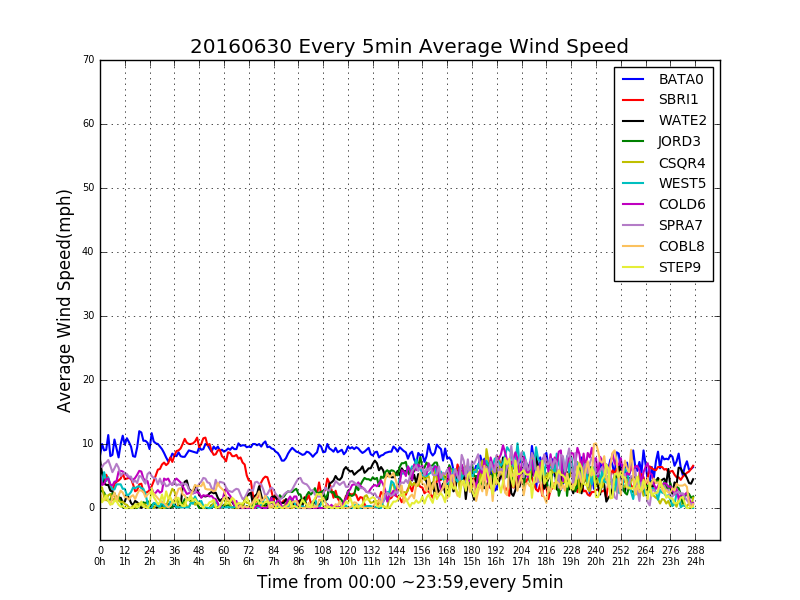 20160630 Every 5min Average Wind Speed
70
60
50
40
30
20
10
0
Average Wind Speed(mph)
BATA0
SBRI1
WATE2
JORD3
CSQR4
WEST5
COLD6
SPRA7
COBL8
STEP9
0 12 24 36 48 60 72 84 96 108 120 132 144 156 168 180 192 204 216 228 240 252 264 276 288
0h 1h 2h 3h 4h 5h 6h 7h 8h 9h 10h 11h 12h 13h 14h 15h 16h 17h 18h 19h 20h 21h 22h 23h 24h
Time from 00:00 ~23:59,every 5min